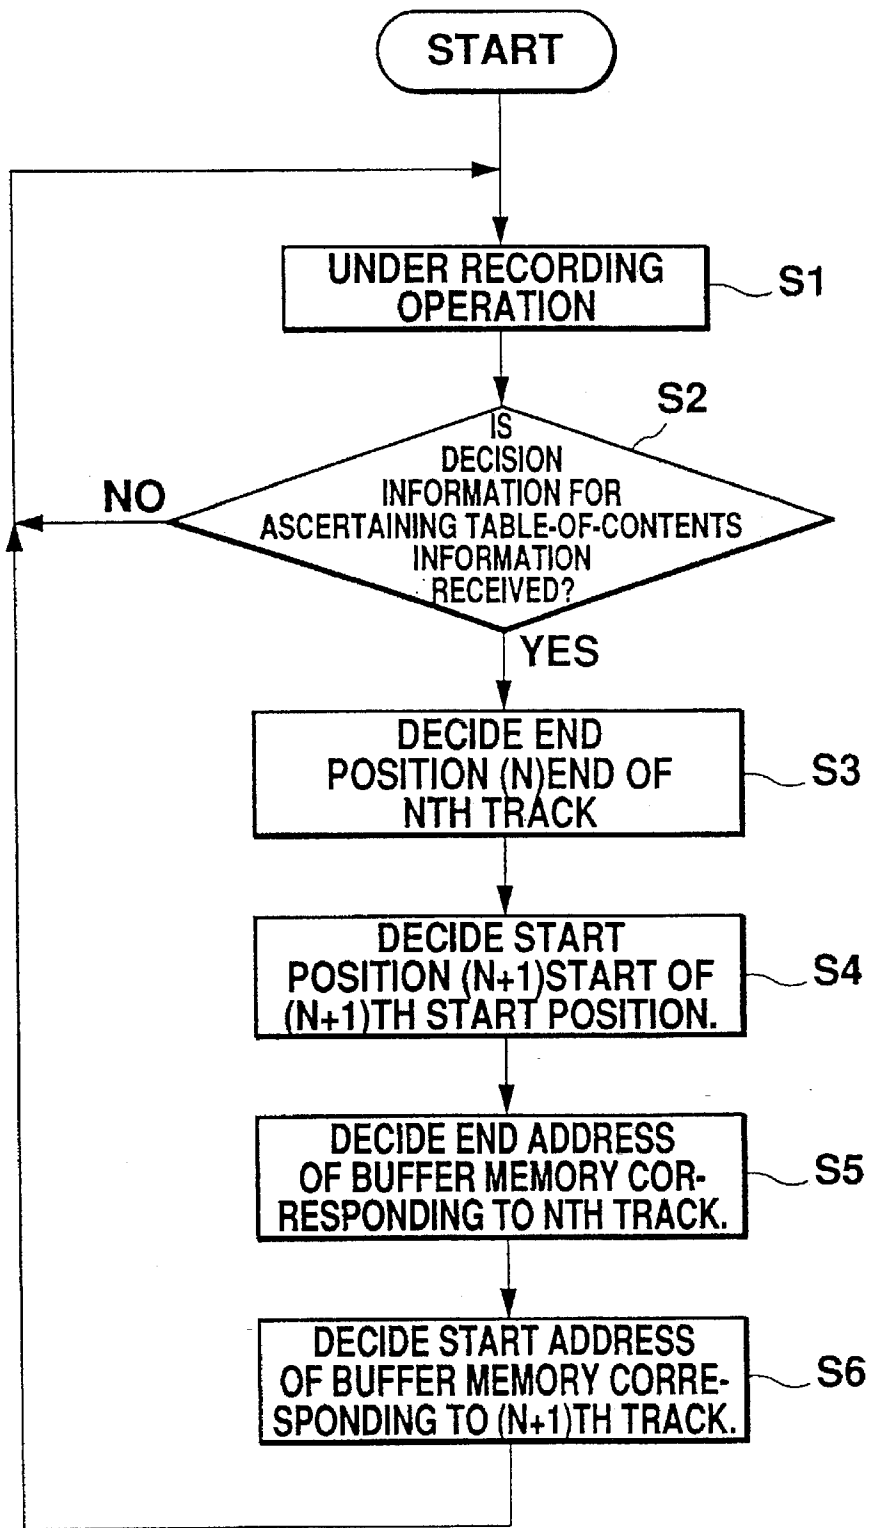 START
UNDER RECORDING
OPERATION
S1
S2
IS
DECISION
INFORMATION FOR
ASCERTAINING TABLE-OF-CONTENTS
INFORMATION
RECEIVED?
NO
YES
DECIDE END
POSITION (N)END OF
NTH TRACK
S3
DECIDE START
POSITION (N+1)START OF
(N+1)TH START POSITION.
S4
DECIDE END ADDRESS
OF BUFFER MEMORY COR-
RESPONDING TO NTH TRACK.
S5
DECIDE START ADDRESS
OF BUFFER MEMORY CORRE-
SPONDING TO (N+1)TH TRACK.
S6